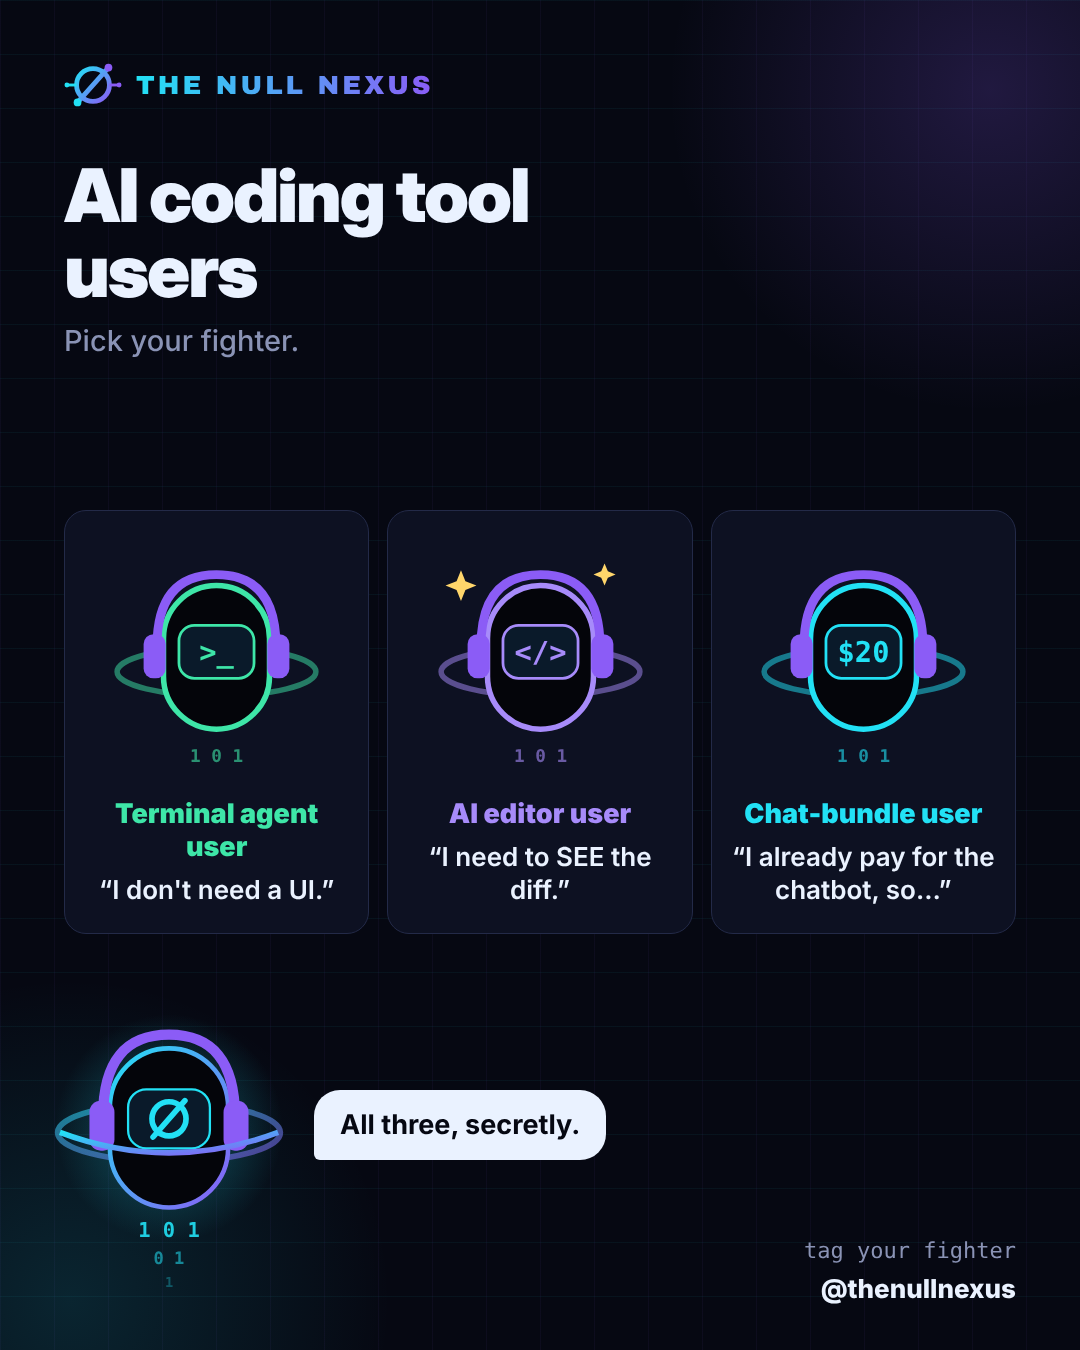 THE NULL NEXUS
AI coding tool
users
Pick your fighter.
>_
</>
$20
1 0 1
1 0 1
1 0 1
Terminal agent
user
“I don't need a UI.”
AI editor user
“I need to SEE the
diff.”
Chat-bundle user
“I already pay for the
chatbot, so...”
Ø
All three, secretly.
1 0 1
0 1
1
tag your fighter
@thenullnexus